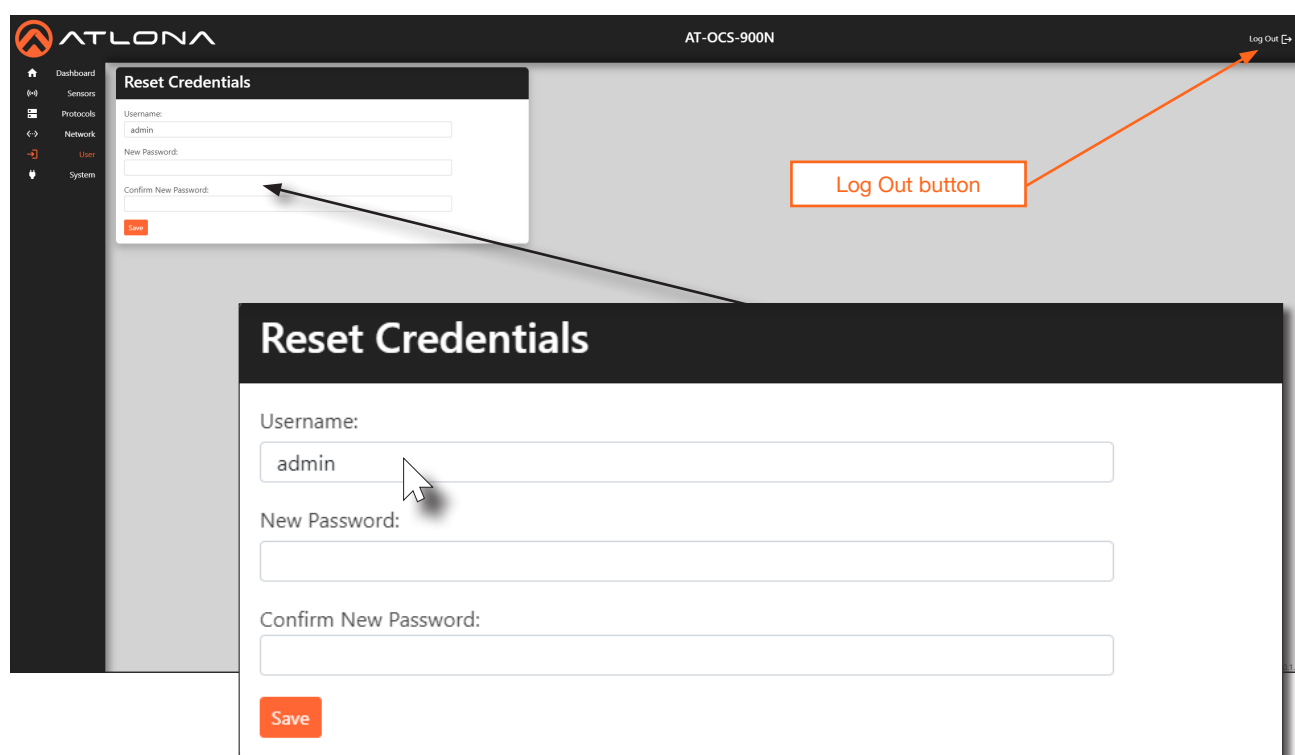 ATLONA
AT-OCS-900N
Log Out
Dashboard
Sensors
Protocols
Network
User
System
Reset Credentials
Username:
admin
New Password:
Confirm New Password:
Save
Log Out button
Reset Credentials
Username:
admin
New Password:
Confirm New Password:
Save